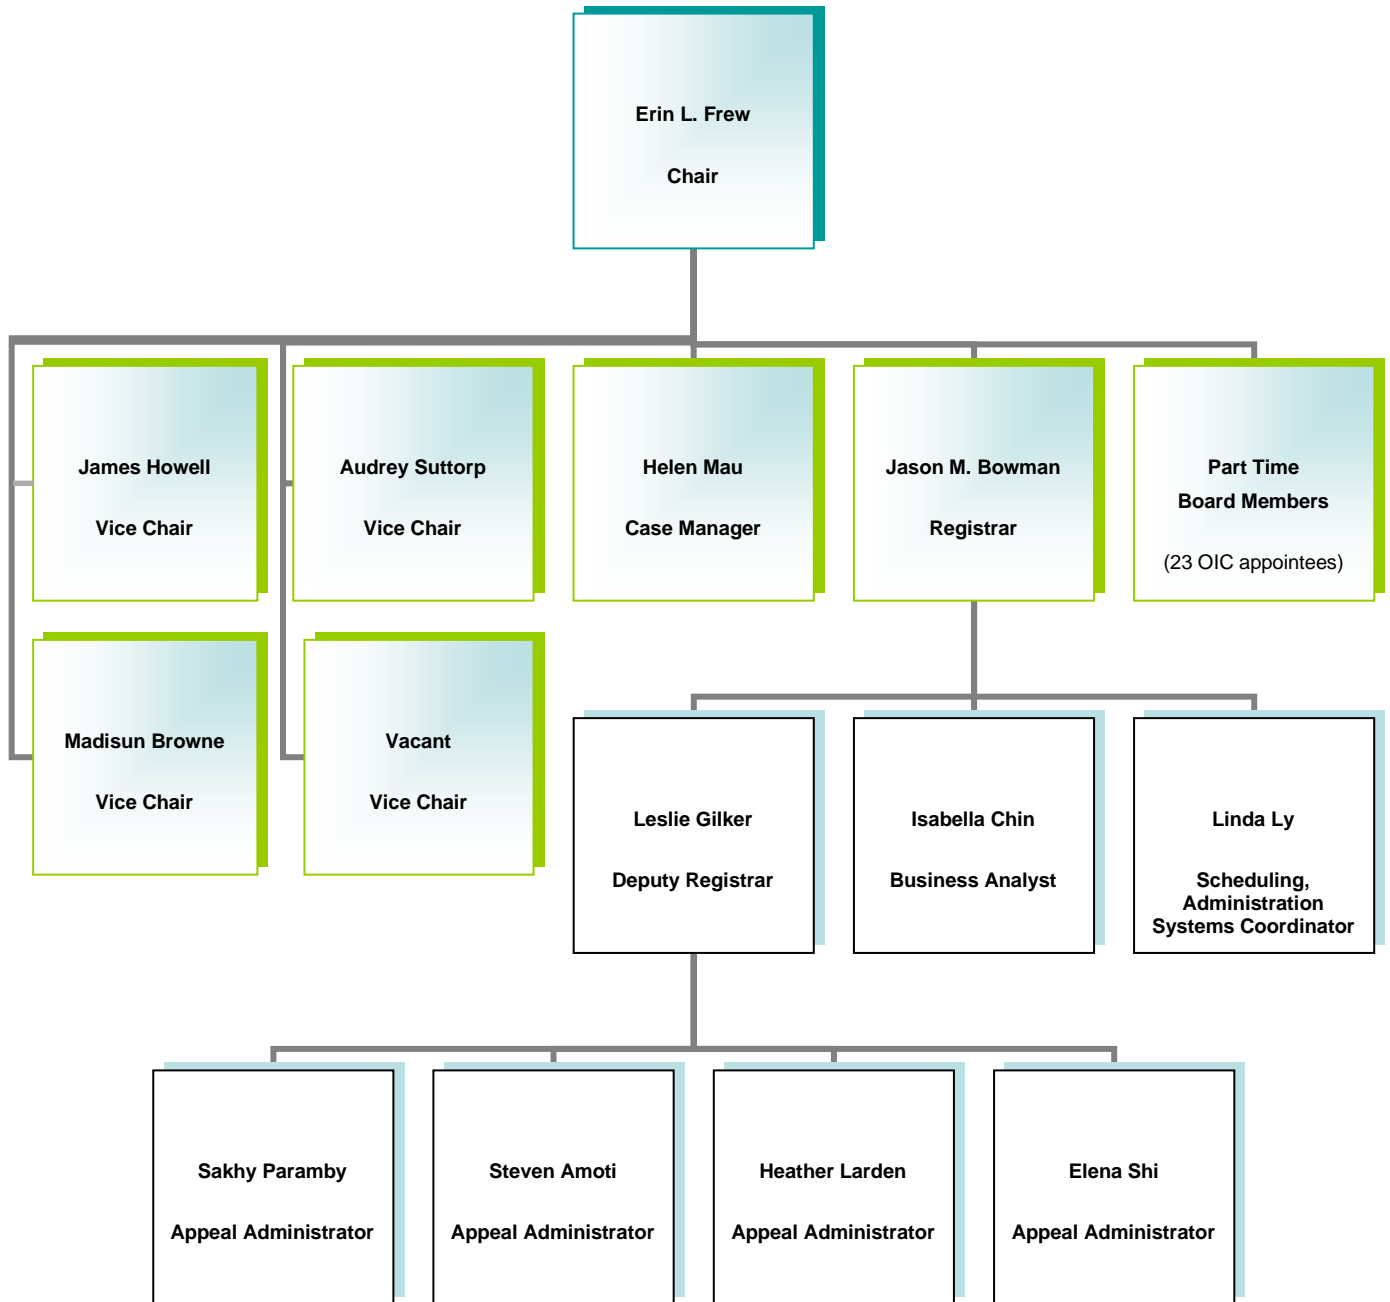 Erin L. Frew
Chair
James Howell
Vice Chair
Audrey Suttorp
Vice Chair
Helen Mau
Case Manager
Jason M. Bowman
Registrar
Part Time
Board Members
(23 OIC appointees)
Madisun Browne
Vice Chair
Vacant
Vice Chair
Leslie Gilker
Deputy Registrar
Isabella Chin
Business Analyst
Linda Ly
Scheduling,
Administration
Systems Coordinator
Sakhy Paramby
Appeal Administrator
Steven Amoti
Appeal Administrator
Heather Larden
Appeal Administrator
Elena Shi
Appeal Administrator